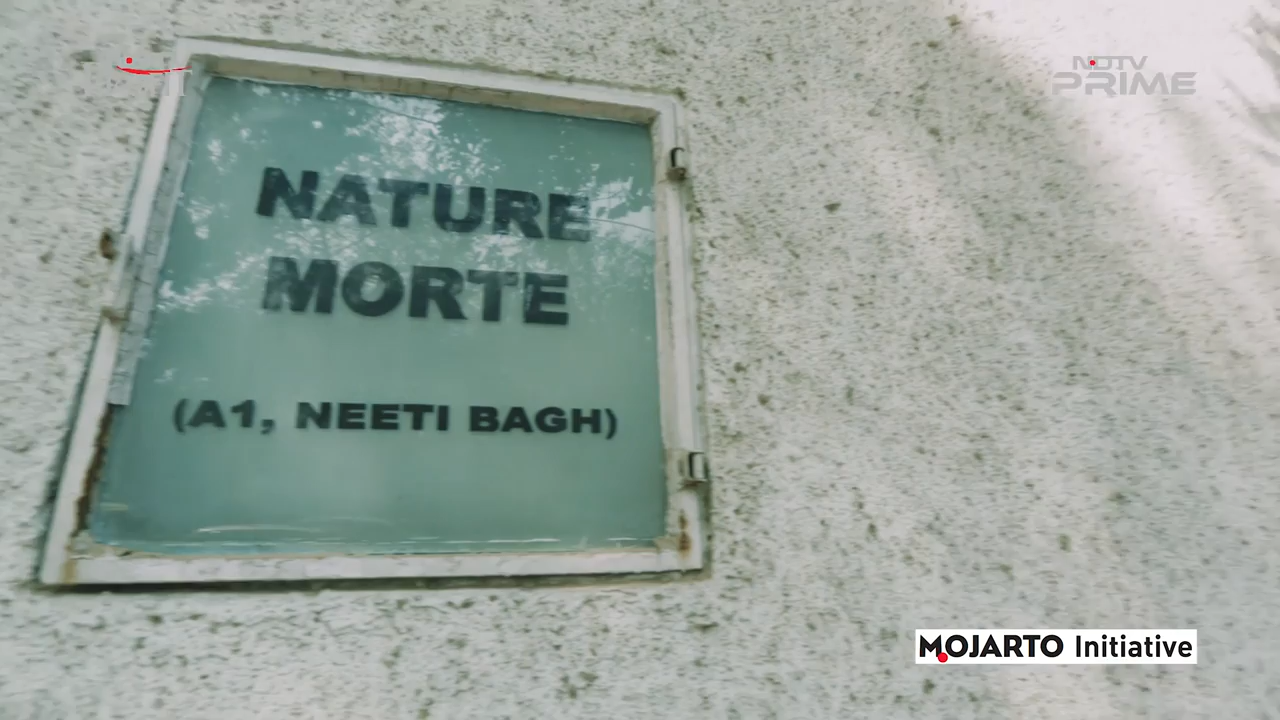 NDTV
PRIME
NATURE
MORTE
(A1, NEETI BAGH)
MOJARTO Initiative